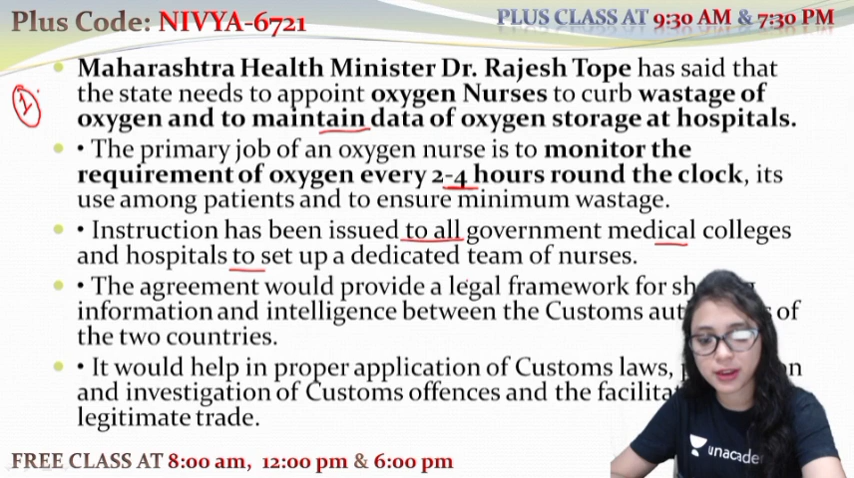 Plus Code: NIVYA-6721
PLUS CLASS AT 9:30 AM & 7:30 PM
1
• Maharashtra Health Minister Dr. Rajesh Tope has said that
the state needs to appoint oxygen Nurses to curb wastage of
oxygen and to maintain data of oxygen storage at hospitals.
• • The primary job of an oxygen nurse is to monitor the
requirement of oxygen every 2-4 hours round the clock, its
use among patients and to ensure minimum wastage.
• • Instruction has been issued to all government medical colleges
and hospitals to set up a dedicated team of nurses.
• • The agreement would provide a legal framework for
information and intelligence between the Customs of
the two countries.
• • It would help in proper application of Customs laws,
and investigation of Customs offences and the
legitimate trade.
unacade
FREE CLASS AT 8:00 am, 12:00 pm & 6:00 pm